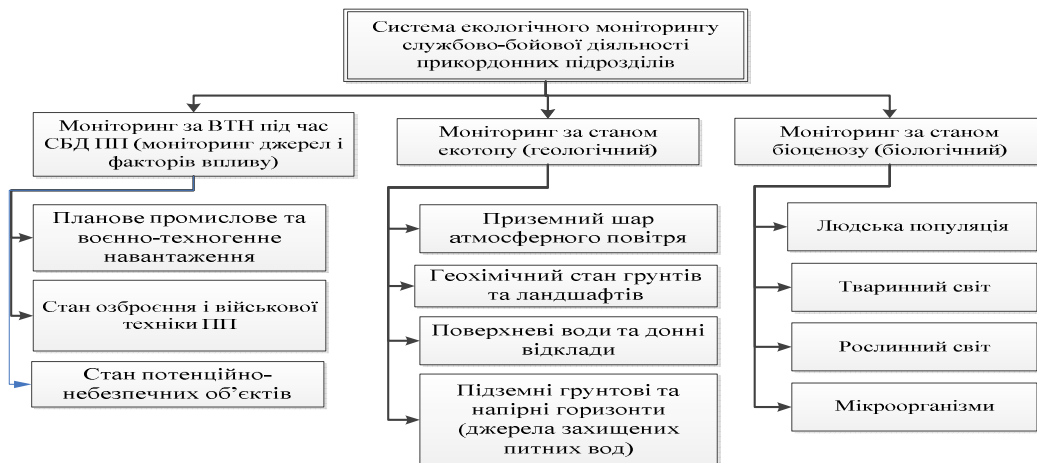 Система екологічного моніторингу
службово-бойової діяльності
прикордонних підрозділів
Моніторинг за ВТН під час
СБД ПП (моніторинг джерел і
факторів впливу)
Планове промислове та
воєнно-техногенне
навантаження
Стан озброєння і військової
техніки ПП
Стан потенційно-
небезпечних об’єктів
Моніторинг за станом
екотопу (геологічний)
Приземний шар
атмосферного повітря
Геохімічний стан грунтів
та ландшафтів
Поверхневі води та донні
відклади
Підземні грунтові та
напірні горизонти
(джерела захищених
питних вод)
Моніторинг за станом
біоценозу (біологічний)
Людська популяція
Тваринний світ
Рослинний світ
Мікроорганізми